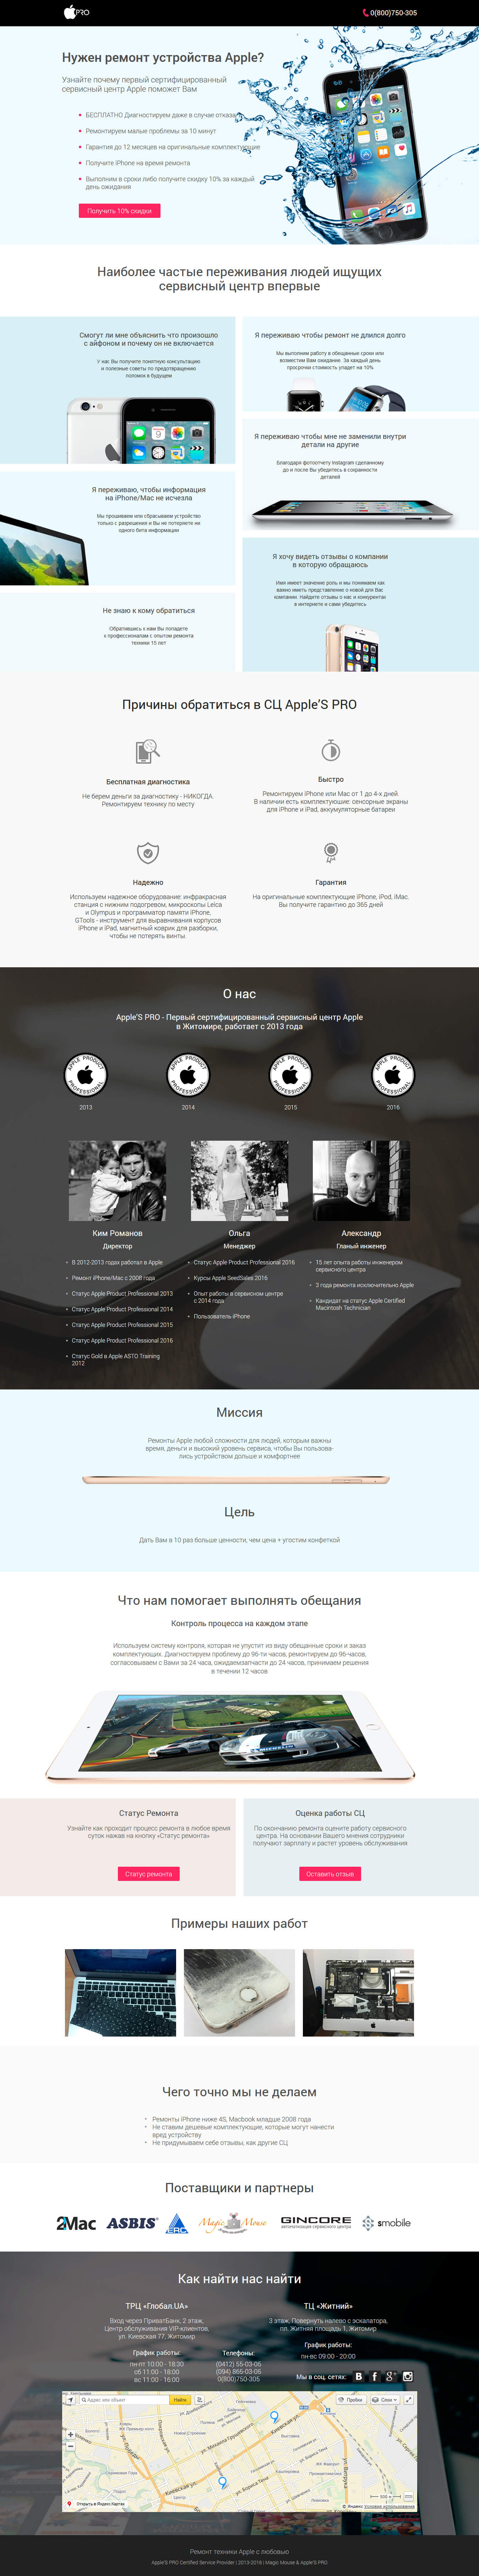 PRO
0(800)750-305
Нужен ремонт устройства Apple?
Узнайте почему первый сертифицированный
сервисный центр Apple поможет Вам
БЕСПЛАТНО Диагностируем даже в случае отказа
Ремонтируем малые проблемы за 10 минут
Гарантия до 12 месяцев на оригинальные комплектующие
Получите iPhone на время ремонта
Выполним в сроки либо получите скидку 10% за каждый
день ожидания
Получить 10% скидки
Наиболее частые переживания людей ищущих
сервисный центр впервые
Смогут ли мне объяснить что произошло
с айфоном и почему он не включается
У нас Вы получите понятную консультацию
и полезные советы по предотвращению
поломок в будущем
Я переживаю чтобы ремонт не длился долго
Мы выполним работу в обещанные сроки или
возместим Вам ожидание. За каждый день
просрочки стоимость упадет на 10%
Я переживаю чтобы мне не заменили внутри
детали на другие
Благодаря фотоотчету Instagram сделанному
до и после Вы убедитесь в сохранности
деталей
Я переживаю, чтобы информация
на iPhone/Mac не исчезла
Мы прошиваем или сбрасываем устройство
только с разрешения и Вы не потеряете ни
одного бита информации
Я хочу видеть отзывы о компании
в которую обращаюсь
Имя имеет значение роль и мы понимаем как
важно иметь представление о новой для Вас
компании. Найдите отзывы о нас и конкурентах
в интернете и сами убедитесь
Не знаю к кому обратиться
Обратившись к нам Вы попадете
к профессионалам с опытом ремонта
техники 15 лет
Причины обратиться в СЦ Apple’S PRO
Бесплатная диагностика
Не берем деньги за диагностику - НИКОГДА.
Ремонтируем технику по месту
Быстро
Ремонтируем iPhone или Mac от 1 до 4-х дней.
В наличии есть комплектующие: сенсорные экраны
для iPhone и iPad, аккумуляторные батареи
Надежно
Используем надежное оборудование: инфракрасная
станция с нижним подогревом, микроскопы Leica
и Olympus и программатор памяти iPhone,
GTools - инструмент для выравнивания корпусов
iPhone и iPad, магнитный коврик для разборки,
чтобы не потерять винты.
Гарантия
На оригинальные комплектующие iPhone, iPod, iMac.
Вы получите гарантию до 365 дней
О нас
Apple’S PRO - Первый сертифицированный сервисный центр Apple
в Житомире, работает с 2013 года
APPLE PRODUCT PROFESSIONAL
APPLE PRODUCT PROFESSIONAL
APPLE PRODUCT PROFESSIONAL
APPLE PRODUCT PROFESSIONAL
2013
2014
2015
2016
Ким Романов
Директор
В 2012-2013 годах работал в Apple
Ремонт iPhone/Mac с 2008 года
Статус Apple Product Professional 2013
Статус Apple Product Professional 2014
Статус Apple Product Professional 2015
Статус Apple Product Professional 2016
Статус Gold в Apple ASTO Training
2012
Ольга
Менеджер
Статус Apple Product Professional 2016
Курсы Apple SeedSales 2016
Опыт работы в сервисном центре
с 2014 года
Пользователь iPhone
Александр
Гланый инженер
15 лет опыта работы инженером
сервисного центра
3 года ремонта исключительно Apple
Кандидат на статус Apple Certified
Macintosh Technician
Миссия
Ремонты Apple любой сложности для людей, которым важны
время, деньги и высокий уровень сервиса, чтобы Вы пользова-
лись устройством дольше и комфортнее
Цель
Дать Вам в 10 раз больше ценности, чем цена + угостим конфеткой
Что нам помогает выполнять обещания
Контроль процесса на каждом этапе
Используем систему контроля, которая не упустит из виду обещанные сроки и заказ
комплектующих. Диагностируем проблему до 96-ти часов, ремонтируем до 96-часов,
согласовываем с Вами за 24 часа, ожидаемзапчасти до 24 часов, принимаем решения
в течении 12 часов
Статус Ремонта
Узнайте как проходит процесс ремонта в любое время
суток нажав на кнопку «Статус ремонта»
Статус ремонта
Оценка работы СЦ
По окончанию ремонта оцените работу сервисного
центра. На основании Вашего мнения сотрудники
получают зарплату и растет уровень обслуживания
Оставить отзыв
Примеры наших работ
Чего точно мы не делаем
Ремонты IPhone ниже 4S, Macbook младше 2008 года
Не ставим дешевые комплектующие, которые могут нанести
вред устройству
Не придумываем себе отзывы, как другие СЦ
Поставщики и партнеры
2Mac
ASBIS
ERC
Magic Mouse
GINCORE
автоматизация сервисного центра
smobile
Как найти нас найти
ТРЦ «Глобал.UA»
Вход через ПриватБанк, 2 этаж,
Центр обслуживания VIP-клиентов,
ул. Киевская 77, Житомир
График работы:
пн-пт 10:00 - 18:30
сб 11:00 - 18:00
вс 11:00 - 16:00
Телефоны:
(0412) 55-03-05
(094) 865-03-05
0(800)750-305
ТЦ «Житний»
3 этаж, Повернуть налево с эскалатора,
пл. Житняя площадь 1, Житомир
График работы:
пн-вс 09:00 - 20:00
Мы в соц. сетях:
Адрес или объект
Найти
Пробки
Слои
Открыть в Яндекс.Картах
© Яндекс Условия использования
Ремонт техники Apple с любовью
Apple'S PRO Certified Service Provider | 2013-2016 | Magic Mouse & Apple'S PRO